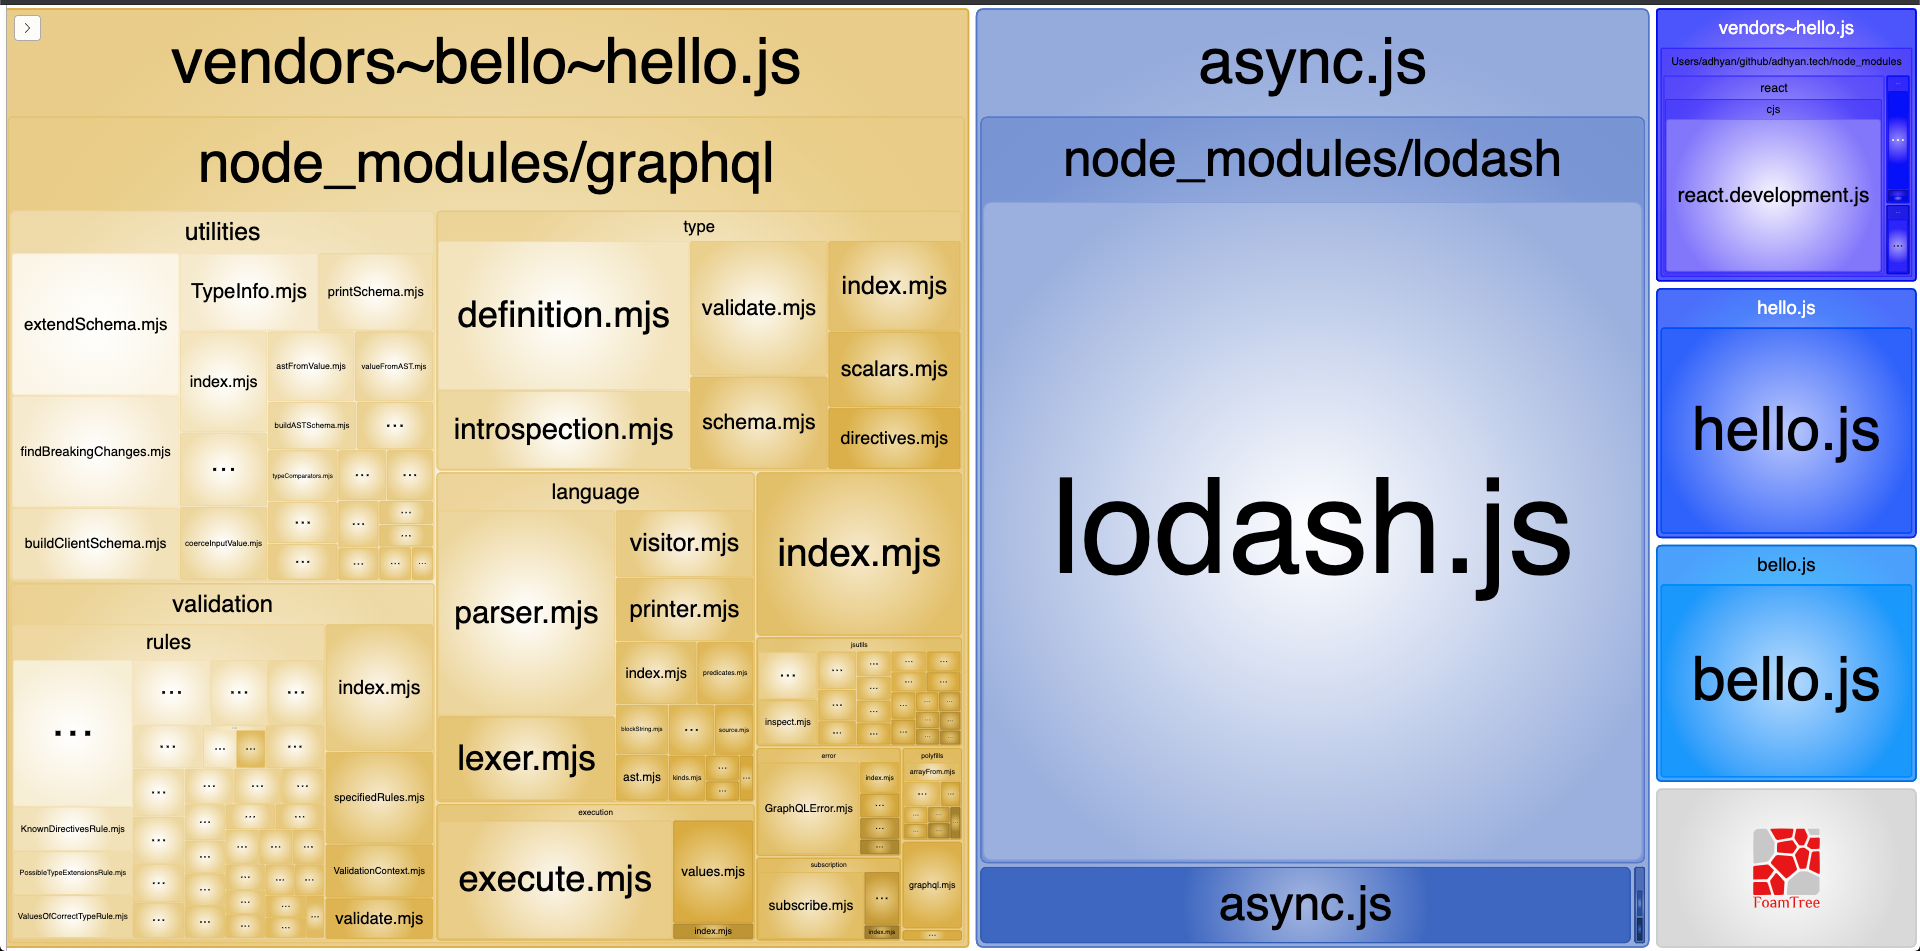 vendors~bello~hello.js
node_modules/graphql
utilities
extendSchema.mjs
TypeInfo.mjs
printSchema.mjs
index.mjs
astFromValue.mjs
valueFromAST.mjs
buildASTSchema.mjs
...
findBreakingChanges.mjs
...
typeComparators.mjs
...
...
buildClientSchema.mjs
coerceInputValue.mjs
...
...
...
...
...
...
...
...
validation
rules
...
...
...
...
...
...
...
...
KnownDirectivesRule.mjs
PossibleTypeExtensionsRule.mjs
ValuesOfCorrectTypeRule.mjs
index.mjs
specifiedRules.mjs
ValidationContext.mjs
validate.mjs
type
definition.mjs
introspection.mjs
validate.mjs
schema.mjs
index.mjs
scalars.mjs
directives.mjs
language
parser.mjs
lexer.mjs
visitor.mjs
printer.mjs
index.mjs
predicates.mjs
blockString.mjs
...
source.mjs
ast.mjs
kinds.mjs
...
...
...
execution
execute.mjs
values.mjs
index.mjs
index.mjs
jsutils
...
inspect.mjs
error
GraphQLError.mjs
index.mjs
...
...
...
polyfills
arrayFrom.mjs
...
...
subscription
subscribe.mjs
...
index.mjs
graphql.mjs
...
async.js
node_modules/lodash
lodash.js
async.js
vendors~hello.js
Users/adhyan/github/adhyan.tech/node_modules
react
cjs
react.development.js
...
...
hello.js
hello.js
bello.js
bello.js
FoamTree